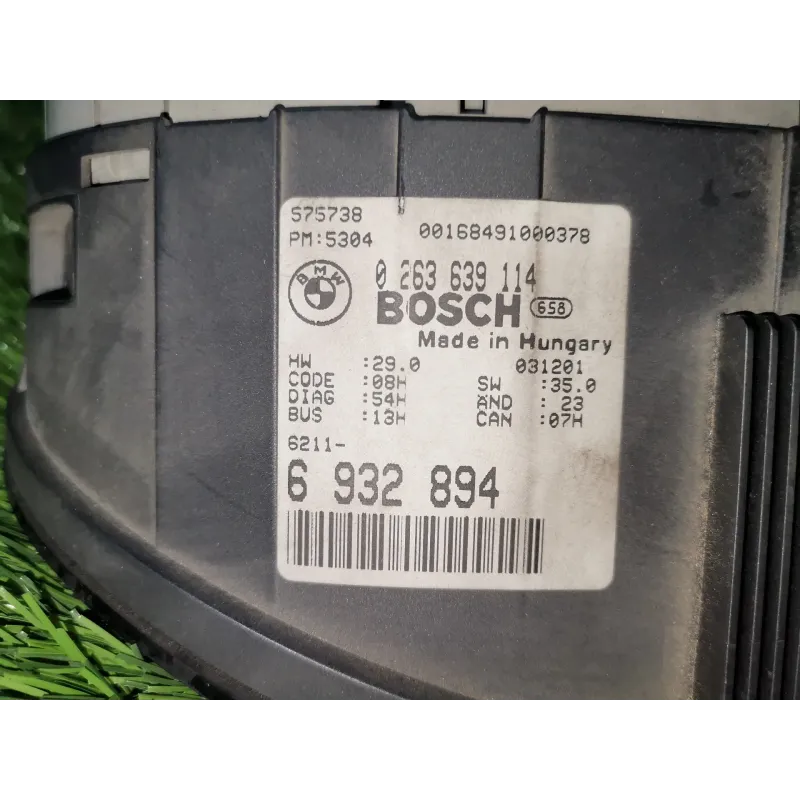 575738
PM:5304 00168491000378
BMW 0 263 639 114
BOSCH 658
Made in Hungary
HW :29.0 031201
CODE :08H SW :35.0
DIAG :54H ÄND : 23
BUS :13H CAN :07H
6211-
6 932 894